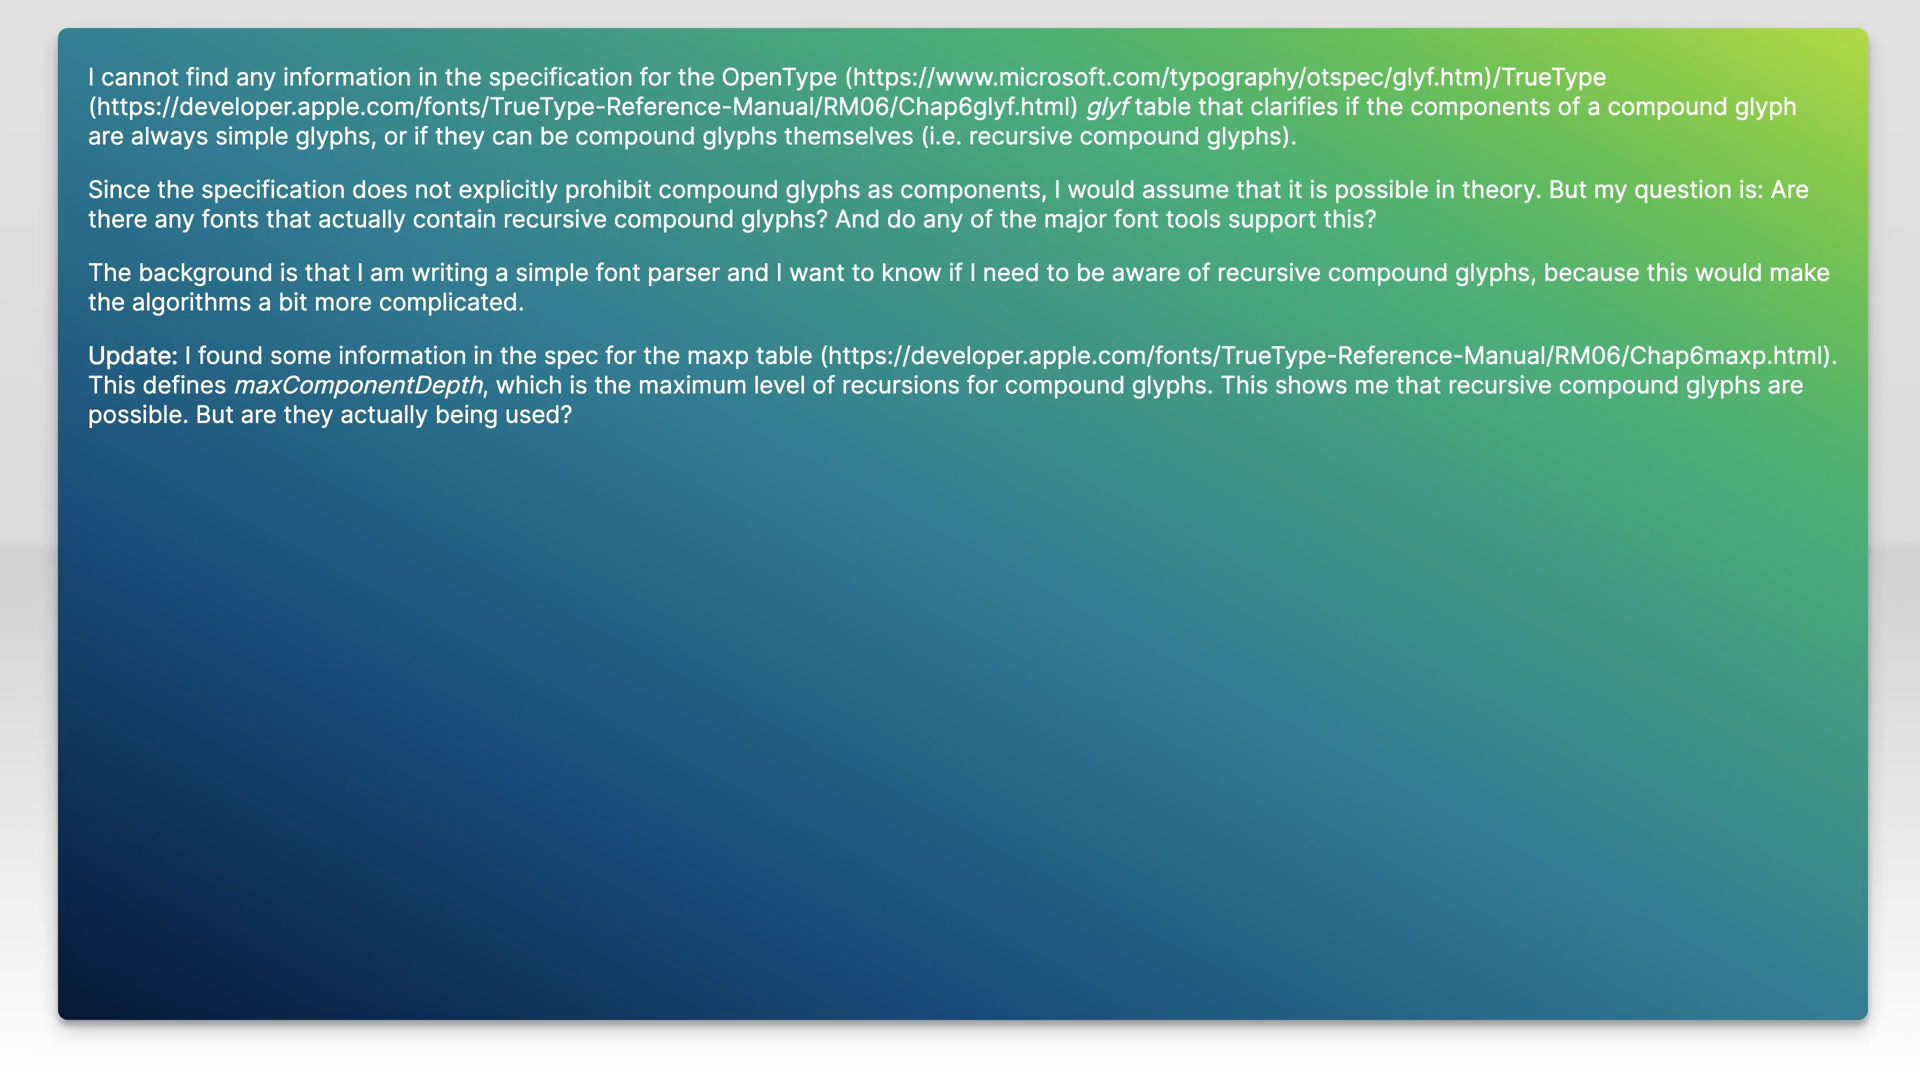 I cannot find any information in the specification for the OpenType (https://www.microsoft.com/typography/otspec/glyf.htm)/TrueType
(https://developer.apple.com/fonts/TrueType-Reference-Manual/RM06/Chap6glyf.html) glyf table that clarifies if the components of a compound glyph
are always simple glyphs, or if they can be compound glyphs themselves (i.e. recursive compound glyphs).
Since the specification does not explicitly prohibit compound glyphs as components, I would assume that it is possible in theory. But my question is: Are
there any fonts that actually contain recursive compound glyphs? And do any of the major font tools support this?
The background is that I am writing a simple font parser and I want to know if I need to be aware of recursive compound glyphs, because this would make
the algorithms a bit more complicated.
Update: I found some information in the spec for the maxp table (https://developer.apple.com/fonts/TrueType-Reference-Manual/RM06/Chap6maxp.html).
This defines maxComponentDepth, which is the maximum level of recursions for compound glyphs. This shows me that recursive compound glyphs are
possible. But are they actually being used?